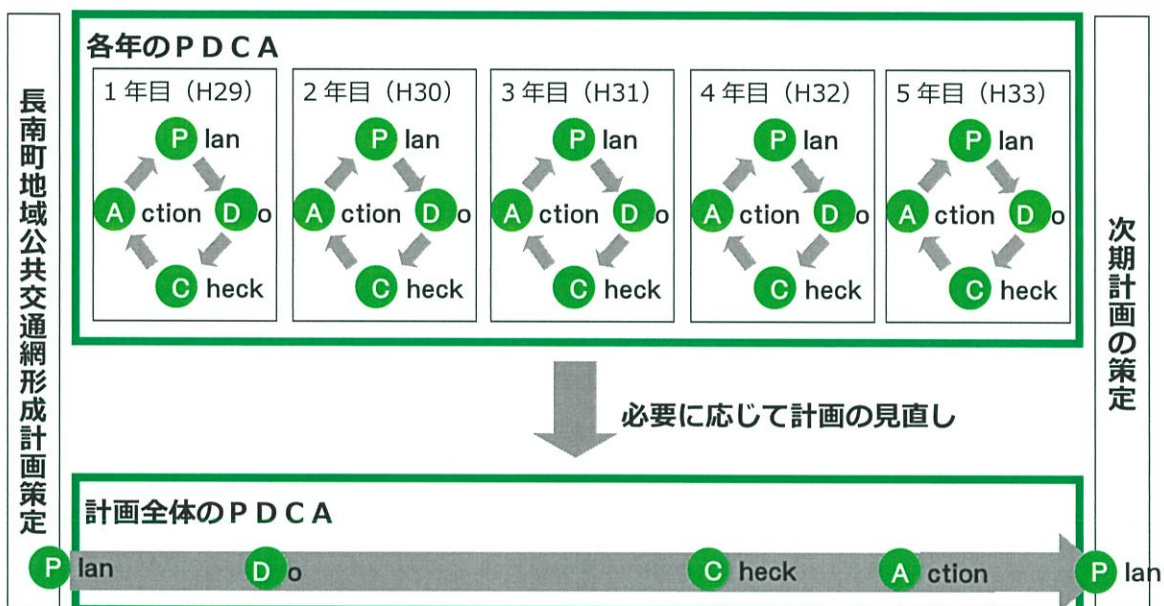 長南町地域公共交通網形成計画策定
各年のＰＤＣＡ
1 年目（H29）
Plan
Action
Do
Check
2 年目（H30）
Plan
Action
Do
Check
3 年目（H31）
Plan
Action
Do
Check
4 年目（H32）
Plan
Action
Do
Check
5 年目（H33）
Plan
Action
Do
Check
必要に応じて計画の見直し
計画全体のＰＤＣＡ
Plan
Do
Check
Action
Plan
次期計画の策定